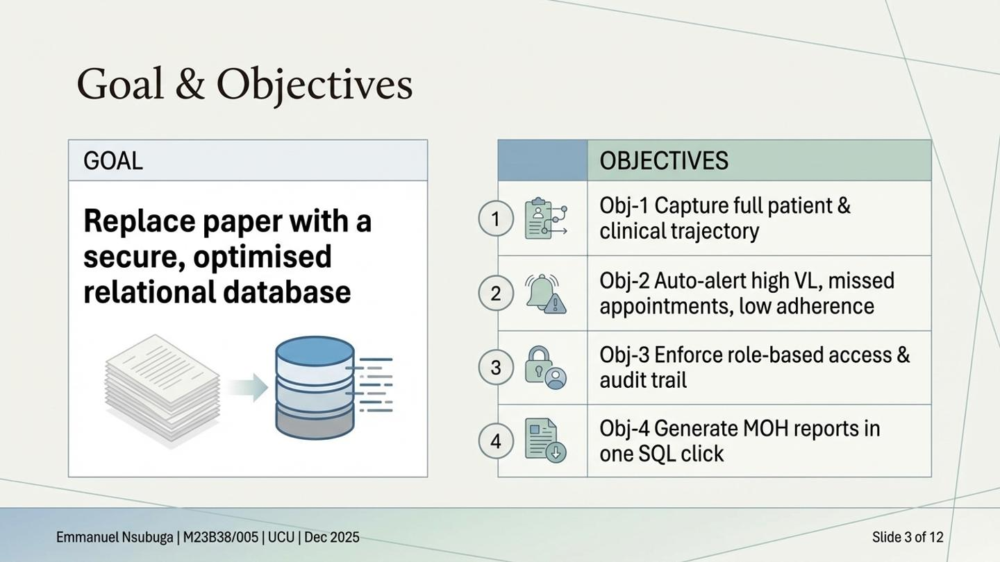 Goal & Objectives
GOAL
Replace paper with a
secure, optimised
relational database
OBJECTIVES
1
Obj-1 Capture full patient &
clinical trajectory
2
Obj-2 Auto-alert high VL, missed
appointments, low adherence
3
Obj-3 Enforce role-based access &
audit trail
4
Obj-4 Generate MOH reports in
one SQL click
Emmanuel Nsubuga | M23B38/005 | UCU | Dec 2025
Slide 3 of 12